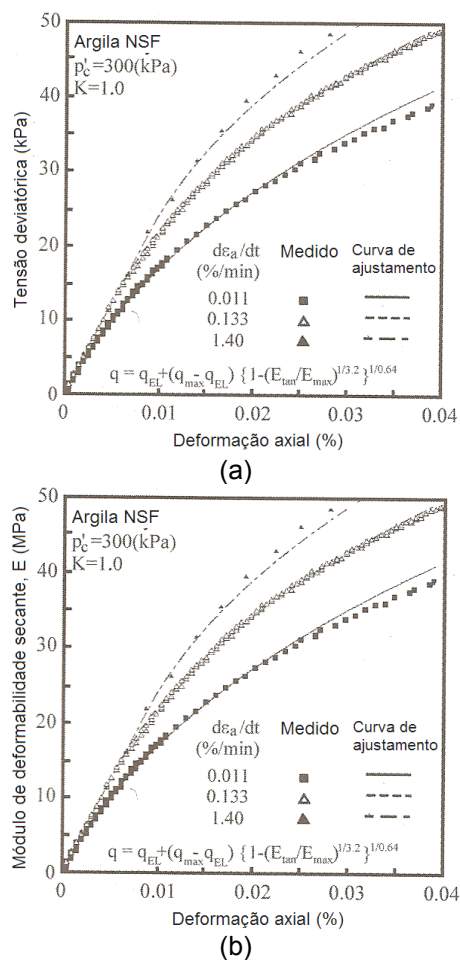 Tensão deviatórica (kPa)
50
40
30
20
10
0
Argila NSF
p'c=300(kPa)
K=1.0
dεa/dt
(%/min)
Medido
Curva de
ajustamento
0.011
0.133
1.40
q = qEL+(qmax-qEL) {1-(Etan/Emax)1/3.2}1/0.64
0
0.01
0.02
0.03
0.04
Deformação axial (%)
(a)
Módulo de deformabilidade secante, E (MPa)
50
40
30
20
10
0
Argila NSF
p'c=300(kPa)
K=1.0
dεa/dt
(%/min)
Medido
Curva de
ajustamento
0.011
0.133
1.40
q = qEL+(qmax-qEL) {1-(Etan/Emax)1/3.2}1/0.64
0
0.01
0.02
0.03
0.04
Deformação axial (%)
(b)